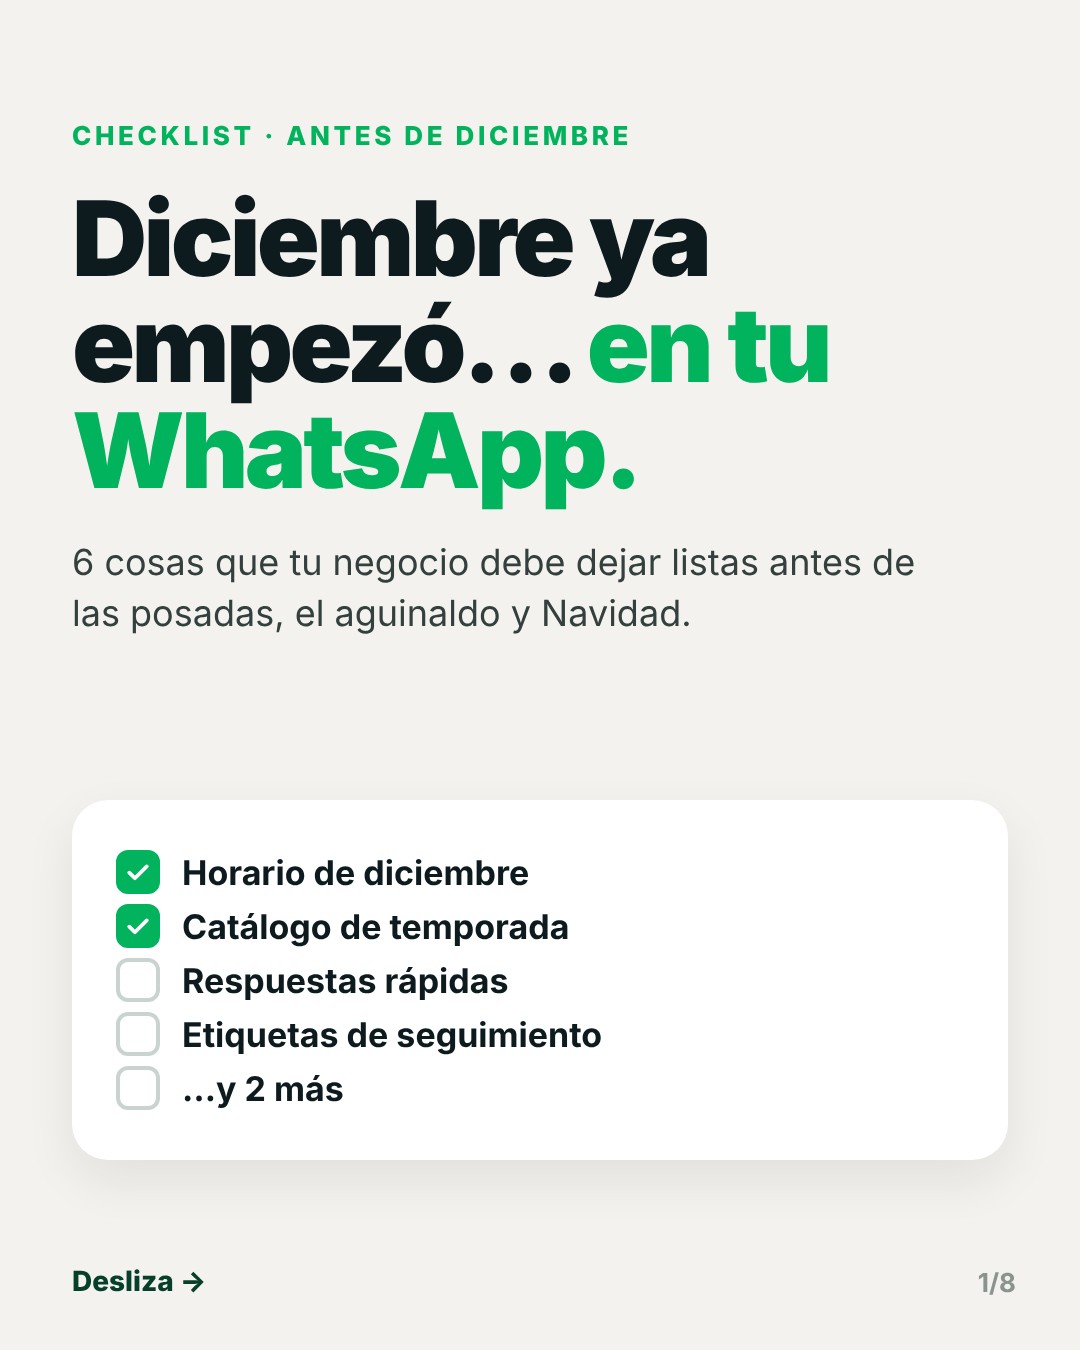 CHECKLIST · ANTES DE DICIEMBRE
Diciembre ya
empezó… en tu
WhatsApp.
6 cosas que tu negocio debe dejar listas antes de
las posadas, el aguinaldo y Navidad.
Horario de diciembre
Catálogo de temporada
Respuestas rápidas
Etiquetas de seguimiento
…y 2 más
Desliza →
1/8